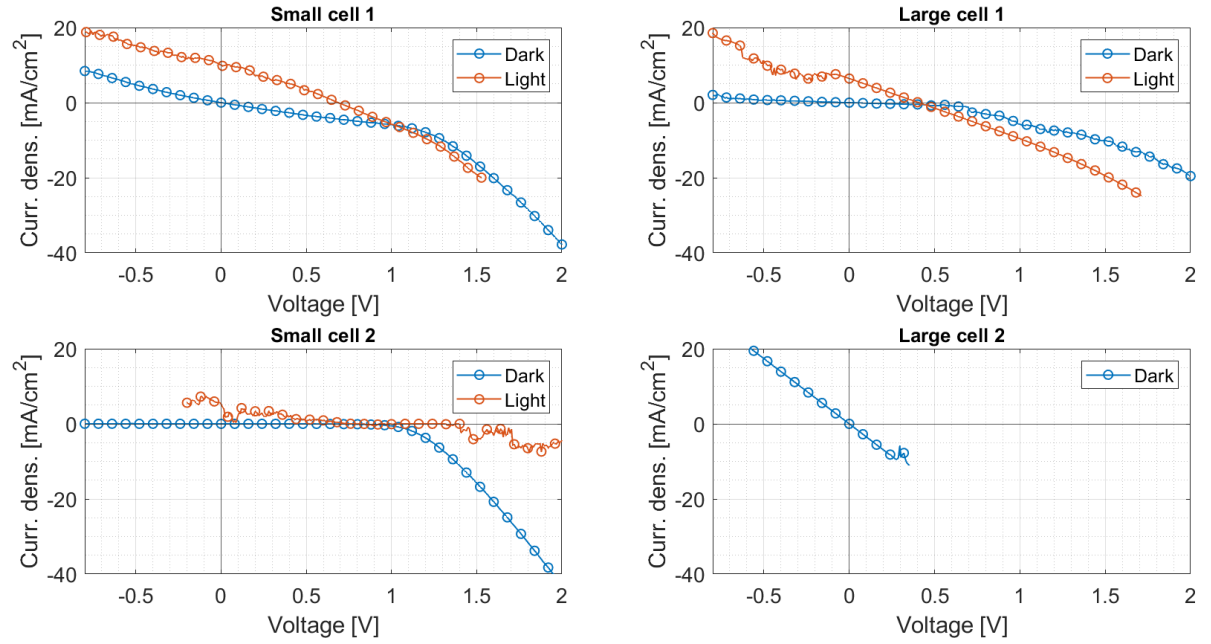 Small cell 1
Curr. dens. [mA/cm²]
20
0
-20
-40
-0.5 0 0.5 1 1.5 2
Voltage [V]
Dark
Light
Large cell 1
Curr. dens. [mA/cm²]
20
0
-20
-40
-0.5 0 0.5 1 1.5 2
Voltage [V]
Dark
Light
Small cell 2
Curr. dens. [mA/cm²]
20
0
-20
-40
-0.5 0 0.5 1 1.5 2
Voltage [V]
Dark
Light
Large cell 2
Curr. dens. [mA/cm²]
20
0
-20
-40
-0.5 0 0.5 1 1.5 2
Voltage [V]
Dark